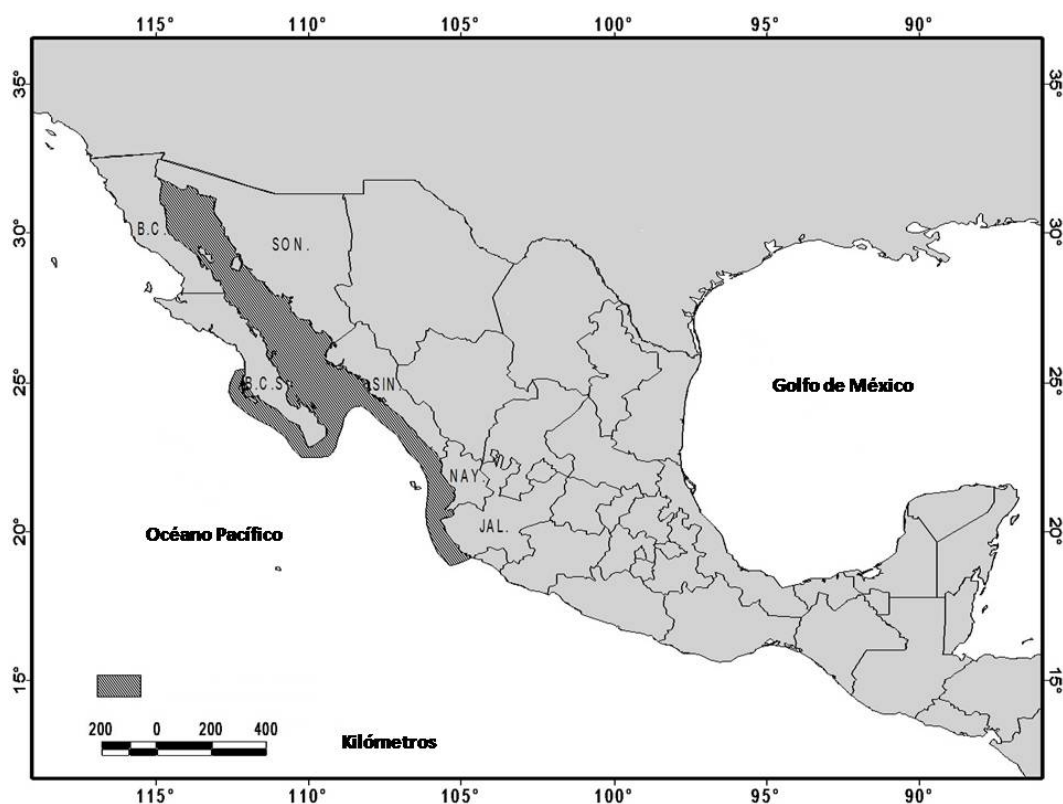 115° 110° 105° 100° 95° 90°
35° 35°
30° 30°
B.C.
SON.
25° 25°
B.C.S
SIN
Golfo de México
NAY.
JAL.
20° 20°
Océano Pacífico
15° 15°
200 0 200 400
Kilómetros
115° 110° 105° 100° 95° 90°